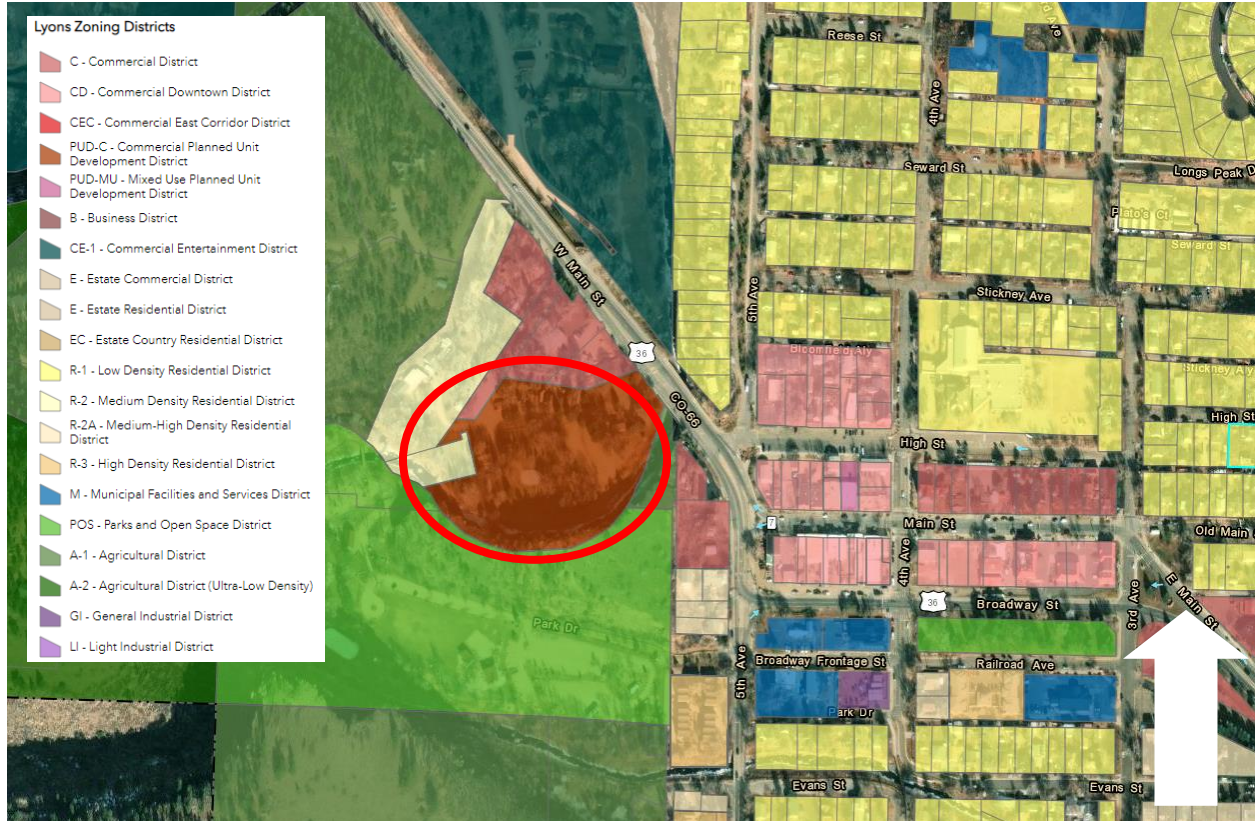 Lyons Zoning Districts
C - Commercial District
CD - Commercial Downtown District
CEC - Commercial East Corridor District
PUD-C - Commercial Planned Unit
Development District
PUD-MU - Mixed Use Planned Unit
Development District
B - Business District
CE-1 - Commercial Entertainment District
E - Estate Commercial District
E - Estate Residential District
EC - Estate Country Residential District
R-1 - Low Density Residential District
R-2 - Medium Density Residential District
R-2A - Medium-High Density Residential
District
R-3 - High Density Residential District
M - Municipal Facilities and Services District
POS - Parks and Open Space District
A-1 - Agricultural District
A-2 - Agricultural District (Ultra-Low Density)
GI - General Industrial District
LI - Light Industrial District
Reese St
4th Ave
Ave
Seward St
Longs Peak D
Plato's Ct
Seward St
W Main St
5th Ave
Stickney Ave
36
Bloomfield Aly
Stickney Aly
CO-66
High St
High St
7
Main St
Old Main
4th Ave
36
Broadway St
3rd Ave
E Main St
Park Dr
5th Ave
Broadway Frontage St
Railroad Ave
Park Dr
Evans St
Evans St